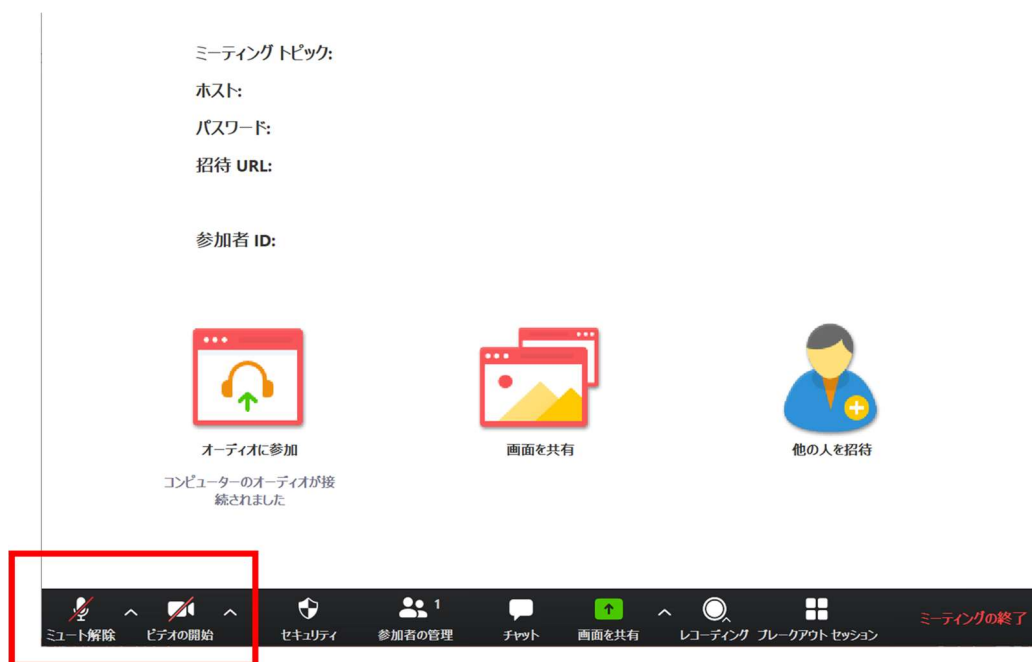 ミーティング トピック:
ホスト:
パスワード:
招待 URL:
参加者 ID:
オーディオに参加
画面を共有
他の人を招待
コンピューターのオーディオが接
続されました
ミュート解除 ビデオの開始 セキュリティ 参加者の管理 1 チャット 画面を共有 レコーディング ブレークアウト セッション ミーティングの終了